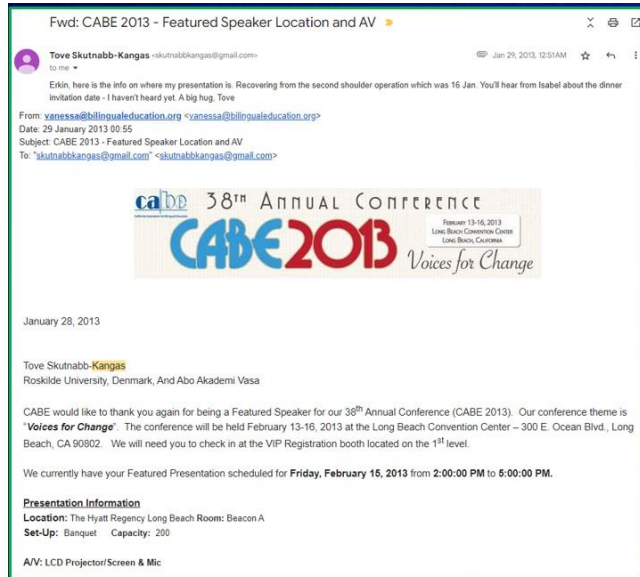 Fwd: CABE 2013 - Featured Speaker Location and AV
Tove Skutnabb-Kangas <skutnabbkangas@gmail.com>
Jan 29, 2013, 12:51AM
to me
Erkin, here is the info on where my presentation is. Recovering from the second shoulder operation which was 16 Jan. You'll hear from Isabel about the dinner
invitation date - I haven't heard yet. A big hug, Tove
From: vanessa@bilingualeducation.org <vanessa@bilingualeducation.org>
Date: 29 January 2013 00:55
Subject: CABE 2013 - Featured Speaker Location and AV
To: "skutnabbkangas@gmail.com" <skutnabbkangas@gmail.com>
cabe 38TH ANNUAL CONFERENCE
CABE2013
FEBRUARY 13-16, 2013
LONG BEACH CONVENTION CENTER
LONG BEACH, CALIFORNIA
Voices for Change
January 28, 2013
Tove Skutnabb-Kangas
Roskilde University, Denmark, And Abo Akademi Vasa
CABE would like to thank you again for being a Featured Speaker for our 38th Annual Conference (CABE 2013).  Our conference theme is
"Voices for Change".  The conference will be held February 13-16, 2013 at the Long Beach Convention Center – 300 E. Ocean Blvd., Long
Beach, CA 90802.   We will need you to check in at the VIP Registration booth located on the 1st level.
We currently have your Featured Presentation scheduled for Friday, February 15, 2013 from 2:00:00 PM to 5:00:00 PM.
Presentation Information
Location: The Hyatt Regency Long Beach Room: Beacon A
Set-Up:  Banquet    Capacity:  200
A/V: LCD Projector/Screen & Mic